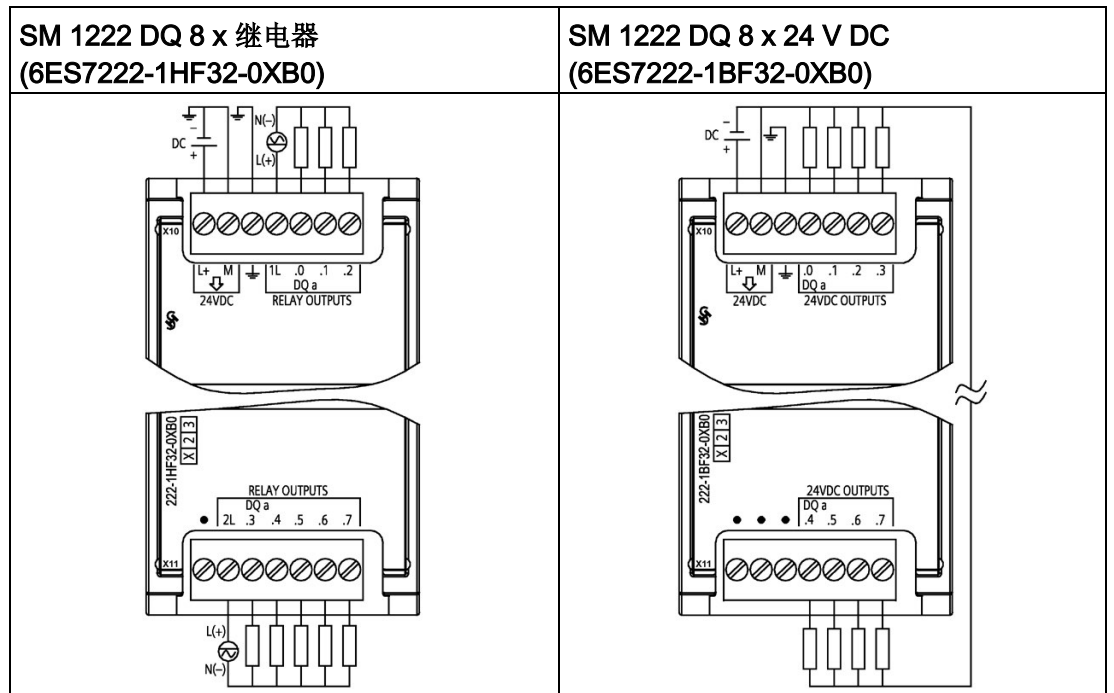 SM 1222 DQ 8 x 继电器
(6ES7222-1HF32-0XB0)
SM 1222 DQ 8 x 24 V DC
(6ES7222-1BF32-0XB0)
N(–)
DC
–
+
L(+)
X10
L+ M 1L .0 .1 .2
DQ a
24VDC RELAY OUTPUTS
222-1HF32-0XB0
X 2 3
RELAY OUTPUTS
DQ a
2L .3 .4 .5 .6 .7
X11
L(+)
N(–)
DC
–
+
X10
L+ M .0 .1 .2 .3
DQ a
24VDC 24VDC OUTPUTS
222-1BF32-0XB0
X 2 3
24VDC OUTPUTS
DQ a
.4 .5 .6 .7
X11